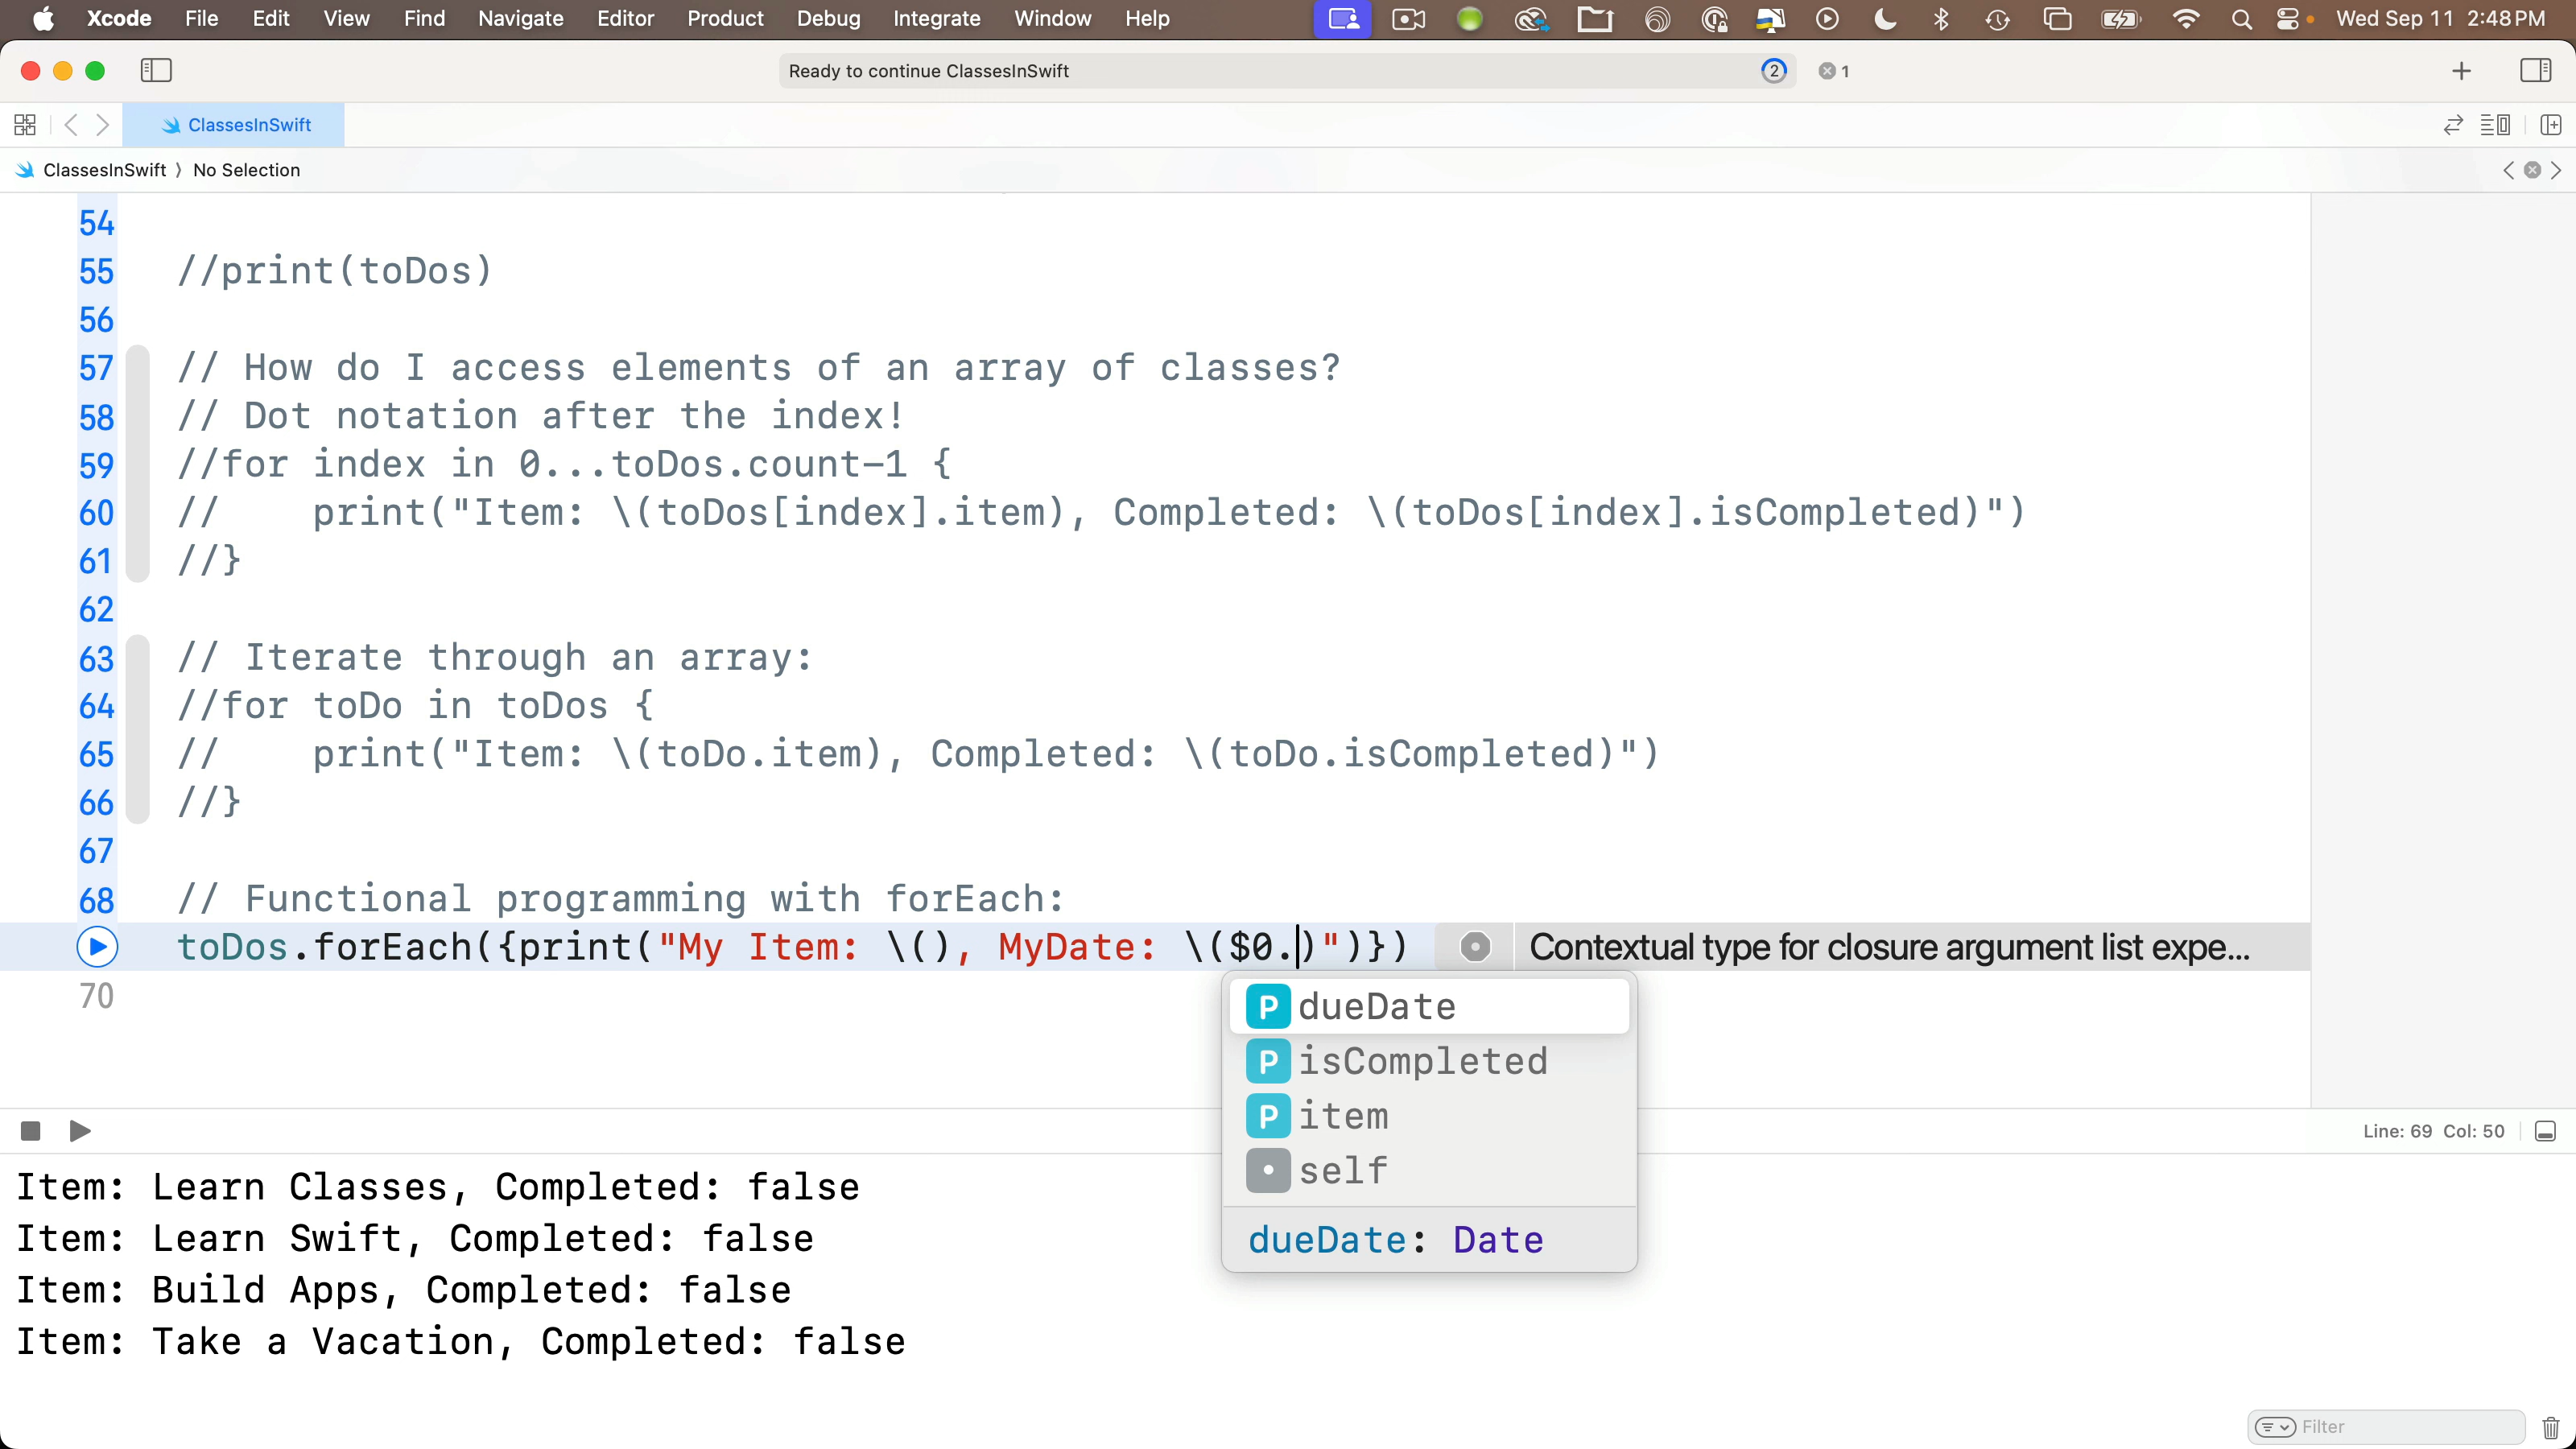 Xcode File Edit View Find Navigate Editor Product Debug Integrate Window Help Wed Sep 11 2:48 PM
Ready to continue ClassesInSwift 2 1
ClassesInSwift
ClassesInSwift 〉 No Selection
54
55 //print(toDos)
56
57 // How do I access elements of an array of classes?
58 // Dot notation after the index!
59 //for index in 0...toDos.count-1 {
60 //    print("Item: \(toDos[index].item), Completed: \(toDos[index].isCompleted)")
61 //}
62
63 // Iterate through an array:
64 //for toDo in toDos {
65 //    print("Item: \(toDo.item), Completed: \(toDo.isCompleted)")
66 //}
67
68 // Functional programming with forEach:
toDos.forEach({print("My Item: \(), MyDate: \($0.)")}) Contextual type for closure argument list expe...
70
P dueDate
P isCompleted
P item
self
dueDate: Date
Line: 69 Col: 50
Item: Learn Classes, Completed: false
Item: Learn Swift, Completed: false
Item: Build Apps, Completed: false
Item: Take a Vacation, Completed: false
Filter